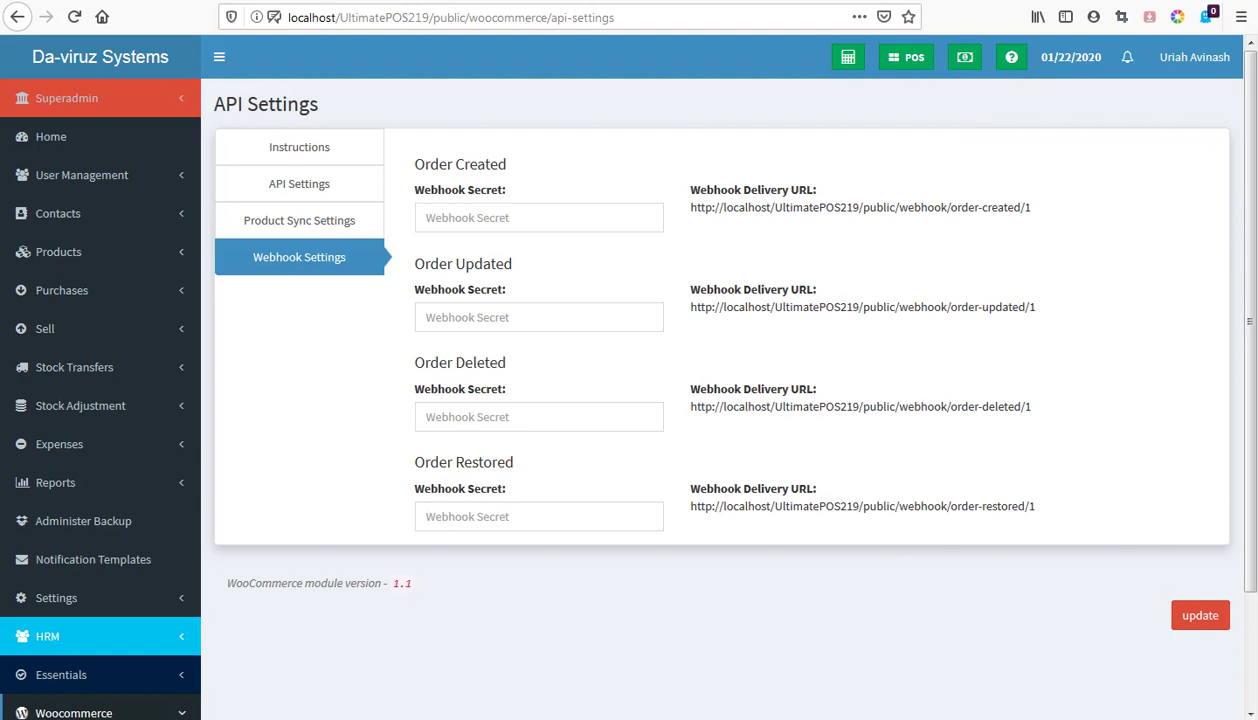 localhost/UltimatePOS219/public/woocommerce/api-settings
0
Da-viruz Systems
POS
01/22/2020
Uriah Avinash
Superadmin
Home
User Management
Contacts
Products
Purchases
Sell
Stock Transfers
Stock Adjustment
Expenses
Reports
Administer Backup
Notification Templates
Settings
HRM
Essentials
Woocommerce
API Settings
Instructions
API Settings
Product Sync Settings
Webhook Settings
Order Created
Webhook Secret:
Webhook Secret
Webhook Delivery URL:
http://localhost/UltimatePOS219/public/webhook/order-created/1
Order Updated
Webhook Secret:
Webhook Secret
Webhook Delivery URL:
http://localhost/UltimatePOS219/public/webhook/order-updated/1
Order Deleted
Webhook Secret:
Webhook Secret
Webhook Delivery URL:
http://localhost/UltimatePOS219/public/webhook/order-deleted/1
Order Restored
Webhook Secret:
Webhook Secret
Webhook Delivery URL:
http://localhost/UltimatePOS219/public/webhook/order-restored/1
WooCommerce module version - 1.1
update